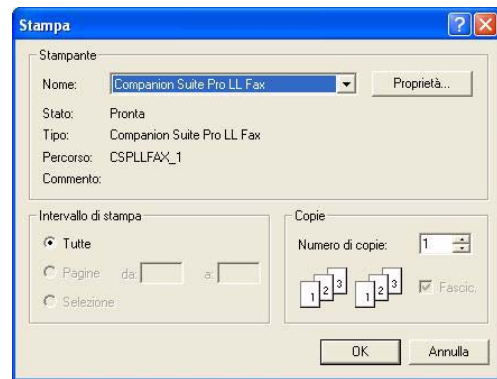 Stampa
Stampante
Nome: Companion Suite Pro LL Fax Proprietà...
Stato: Pronta
Tipo: Companion Suite Pro LL Fax
Percorso: CSPLLFAX_1
Commento:
Intervallo di stampa
Tutte
Pagine da: a:
Selezione
Copie
Numero di copie: 1
1 2 3 1 2 3
Fascic.
OK Annulla